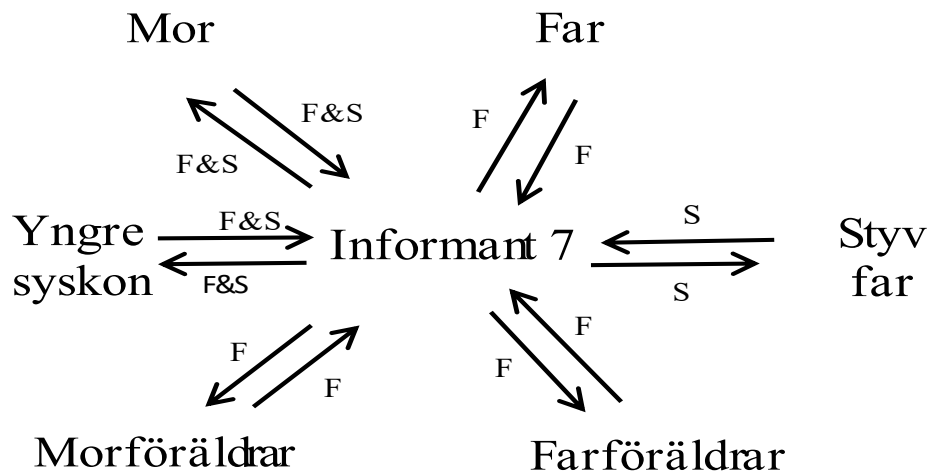 Mor
Far
F&S
F&S
F
F
Yngre
syskon
F&S
F&S
Informant 7
S
S
Styv
far
F
F
F
F
Morföräldrar
Farföräldrar